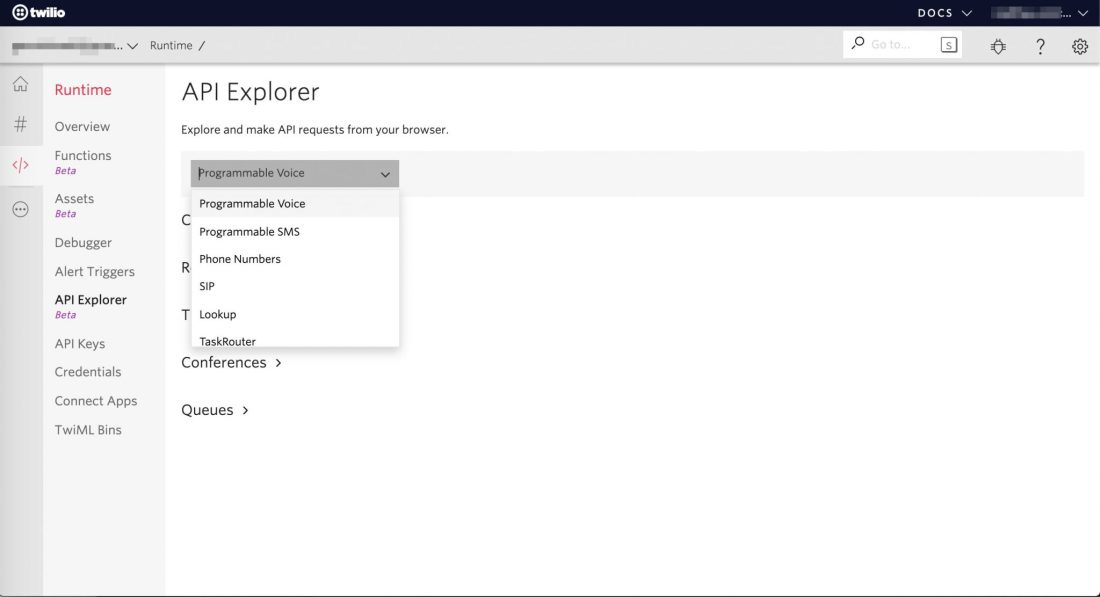 twilio
DOCS
Runtime /
Go to...
S
?
Runtime
Overview
Functions
Beta
Assets
Beta
Debugger
Alert Triggers
API Explorer
Beta
API Keys
Credentials
Connect Apps
TwiML Bins
API Explorer
Explore and make API requests from your browser.
Programmable Voice
Programmable Voice
Programmable SMS
Phone Numbers
SIP
Lookup
TaskRouter
C
R
T
Conferences >
Queues >